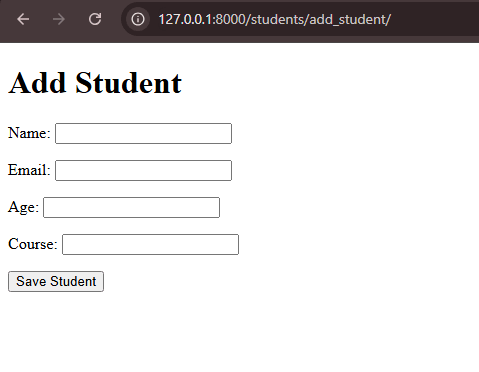 127.0.0.1:8000/students/add_student/
Add Student
Name:
Email:
Age:
Course:
Save Student